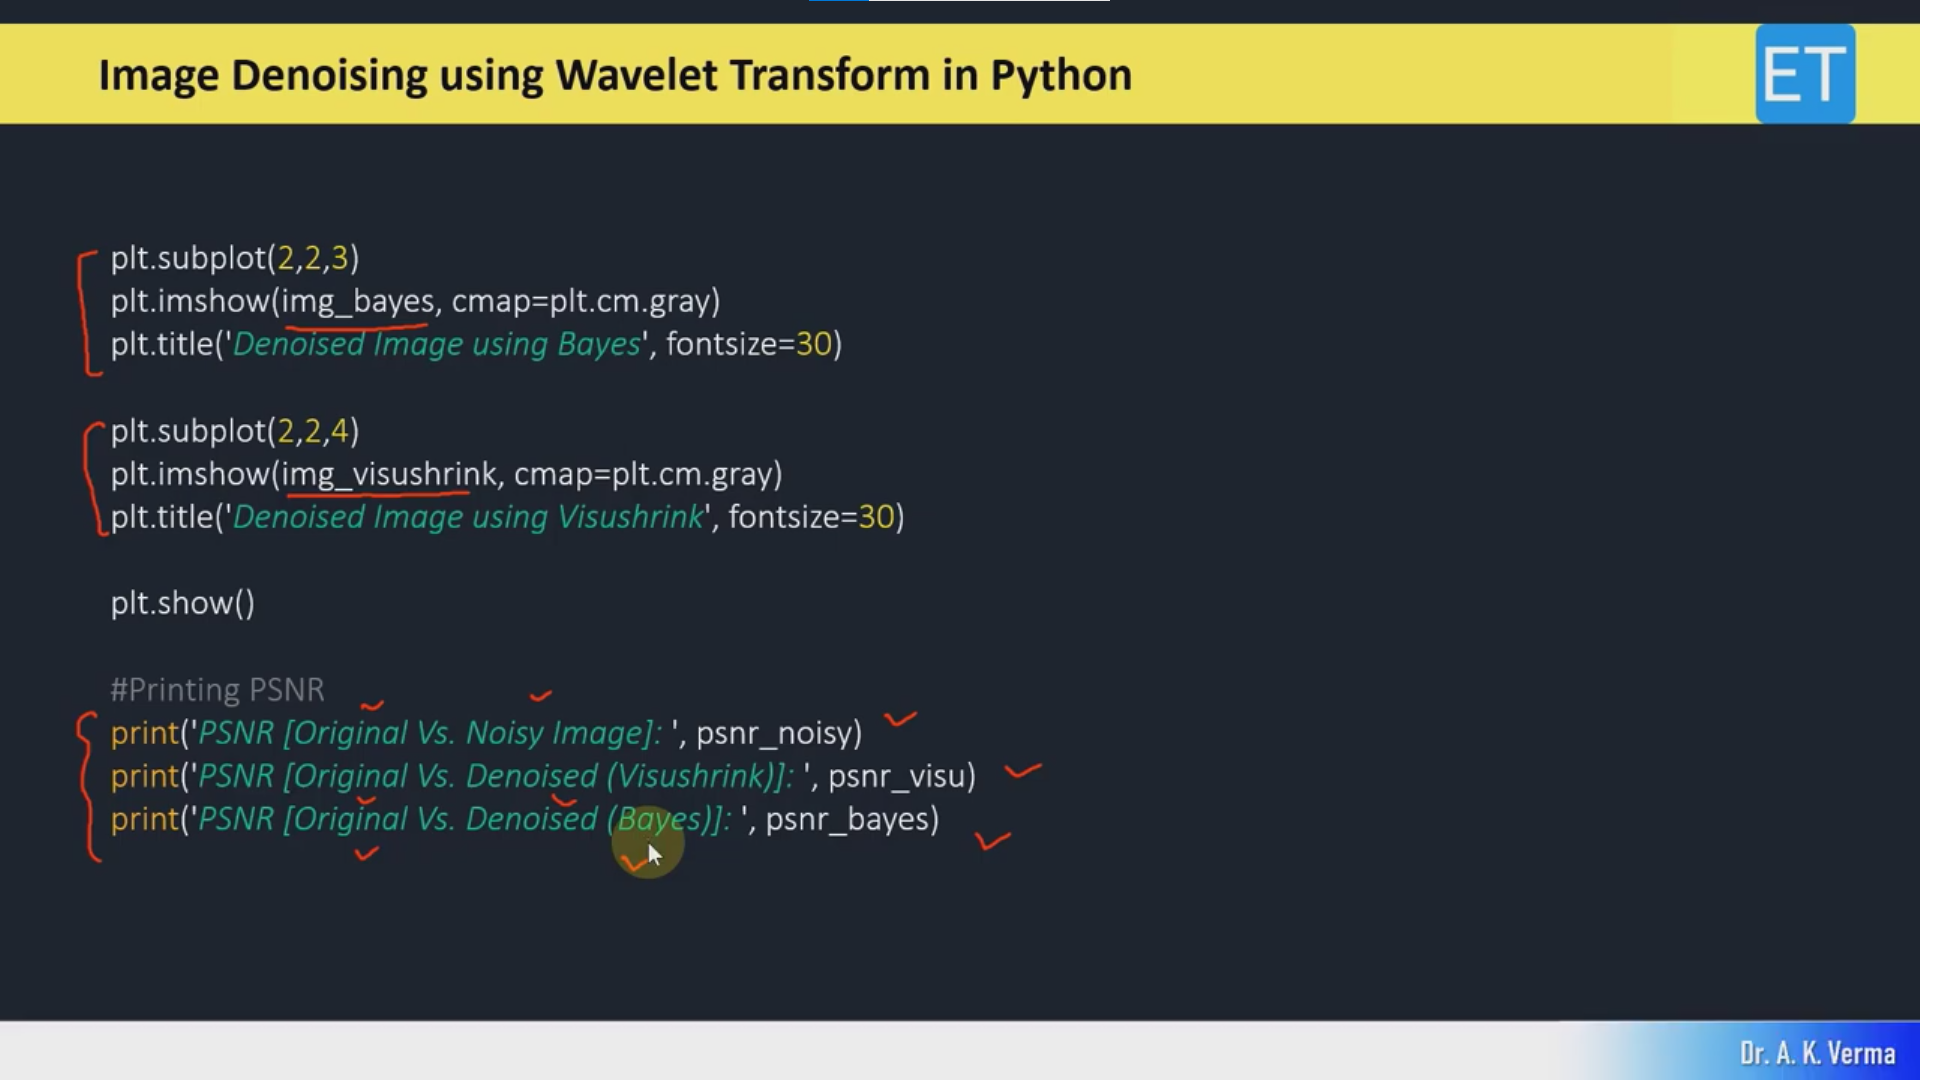 Image Denoising using Wavelet Transform in Python
ET
plt.subplot(2,2,3)
plt.imshow(img_bayes, cmap=plt.cm.gray)
plt.title('Denoised Image using Bayes', fontsize=30)
plt.subplot(2,2,4)
plt.imshow(img_visushrink, cmap=plt.cm.gray)
plt.title('Denoised Image using Visushrink', fontsize=30)
plt.show()
#Printing PSNR
print('PSNR [Original Vs. Noisy Image]: ', psnr_noisy)
print('PSNR [Original Vs. Denoised (Visushrink)]: ', psnr_visu)
print('PSNR [Original Vs. Denoised (Bayes)]: ', psnr_bayes)
Dr. A. K. Verma